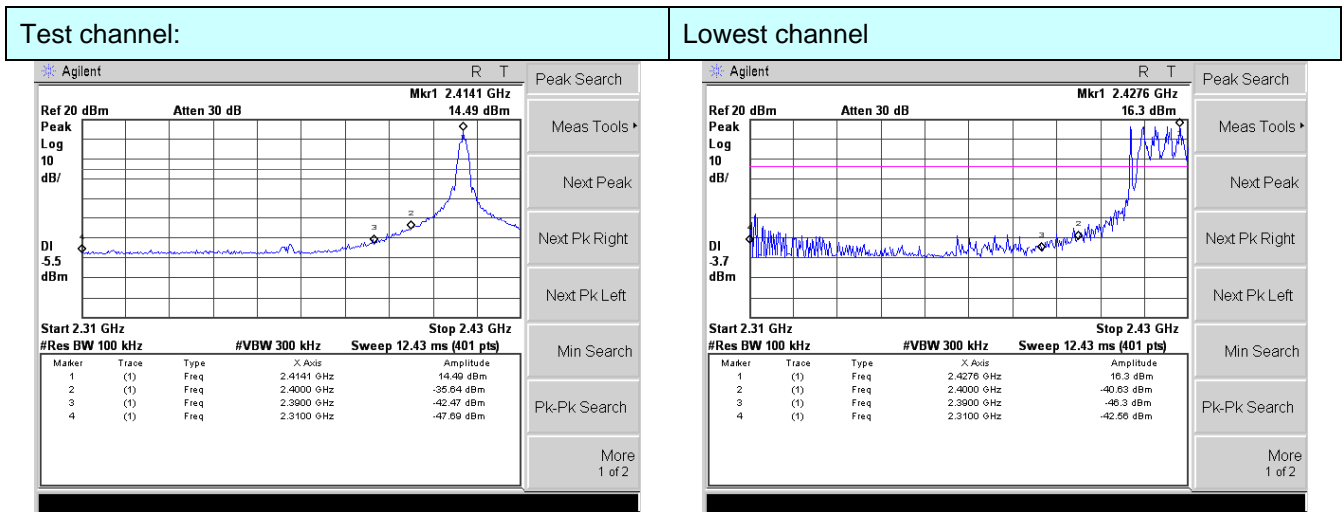 Test channel:
Lowest channel
Agilent R T
Mkr1 2.4141 GHz
Ref 20 dBm Atten 30 dB 14.49 dBm
Peak
Log
10
dB/
DI
-5.5
dBm
1
2
3
4
Start 2.31 GHz Stop 2.43 GHz
#Res BW 100 kHz #VBW 300 kHz Sweep 12.43 ms (401 pts)
Marker Trace Type X Axis Amplitude
1 (1) Freq 2.4141 GHz 14.49 dBm
2 (1) Freq 2.4000 GHz -35.64 dBm
3 (1) Freq 2.3900 GHz -42.47 dBm
4 (1) Freq 2.3100 GHz -47.69 dBm
Peak Search
Meas Tools
Next Peak
Next Pk Right
Next Pk Left
Min Search
Pk-Pk Search
More
1 of 2
Agilent R T
Mkr1 2.4276 GHz
Ref 20 dBm Atten 30 dB 16.3 dBm
Peak
Log
10
dB/
DI
-3.7
dBm
2
3
Start 2.31 GHz Stop 2.43 GHz
#Res BW 100 kHz #VBW 300 kHz Sweep 12.43 ms (401 pts)
Marker Trace Type X Axis Amplitude
1 (1) Freq 2.4276 GHz 16.3 dBm
2 (1) Freq 2.4000 GHz -40.63 dBm
3 (1) Freq 2.3900 GHz -46.3 dBm
4 (1) Freq 2.3100 GHz -42.56 dBm
Peak Search
Meas Tools
Next Peak
Next Pk Right
Next Pk Left
Min Search
Pk-Pk Search
More
1 of 2